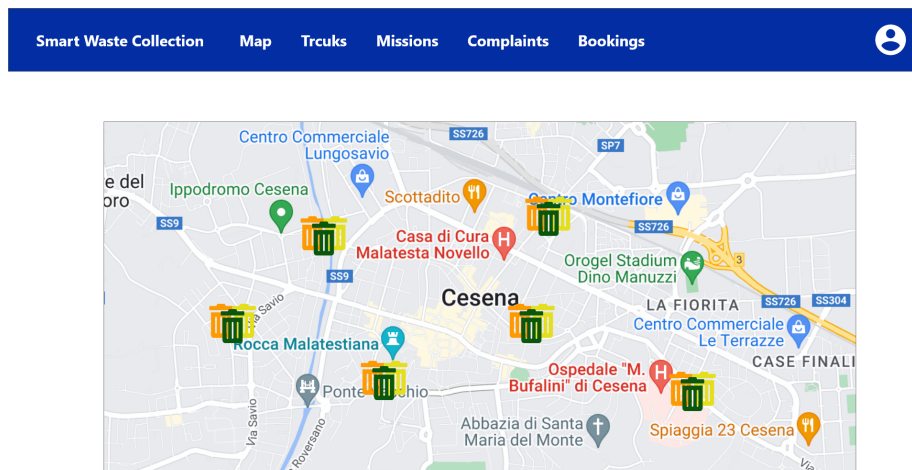 Smart Waste Collection Map Trcuks Missions Complaints Bookings
Centro Commerciale
Lungosavio
SS726
SP7
e del
oro
Ippodromo Cesena
Scottadito
Centro Montefiore
SS9
SS726
Casa di Cura
Malatesta Novello
Orogel Stadium
Dino Manuzzi
3
SS9
Cesena
LA FIORITA
SS726
SS304
Via Savio
Centro Commerciale
Le Terrazze
Rocca Malatestiana
CASE FINALI
Ospedale "M.
Bufalini" di Cesena
Ponte Vecchio
Via Savio
Abbazia di Santa
Maria del Monte
Spiaggia 23 Cesena
Roversano
Via